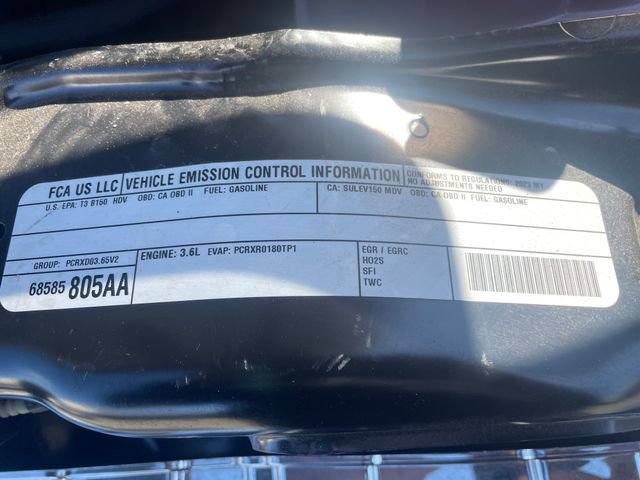 FCA US LLC
VEHICLE EMISSION CONTROL INFORMATION
CONFORMS TO REGULATIONS: 2023 MY
NO ADJUSTMENTS NEEDED
U.S. EPA: T3 B150 HDV OBD: CA OBD II FUEL: GASOLINE
CA: SULEV150 MDV OBD: CA OBD II FUEL: GASOLINE
GROUP: PCRXD03.65V2
68585 805AA
ENGINE: 3.6L EVAP: PCRXR0180TP1
EGR / EGRC
HO2S
SFI
TWC